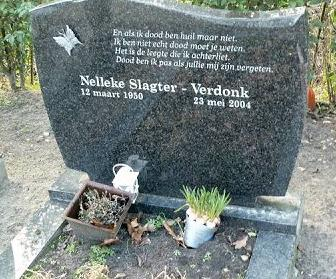 En als ik dood ben huil maar niet.
Ik ben niet echt dood moet je weten.
Het is de leegte die ik achterliet.
Dood ben ik pas als jullie mij zijn vergeten.
Nelleke Slagter - Verdonk
12 maart 1950 23 mei 2004